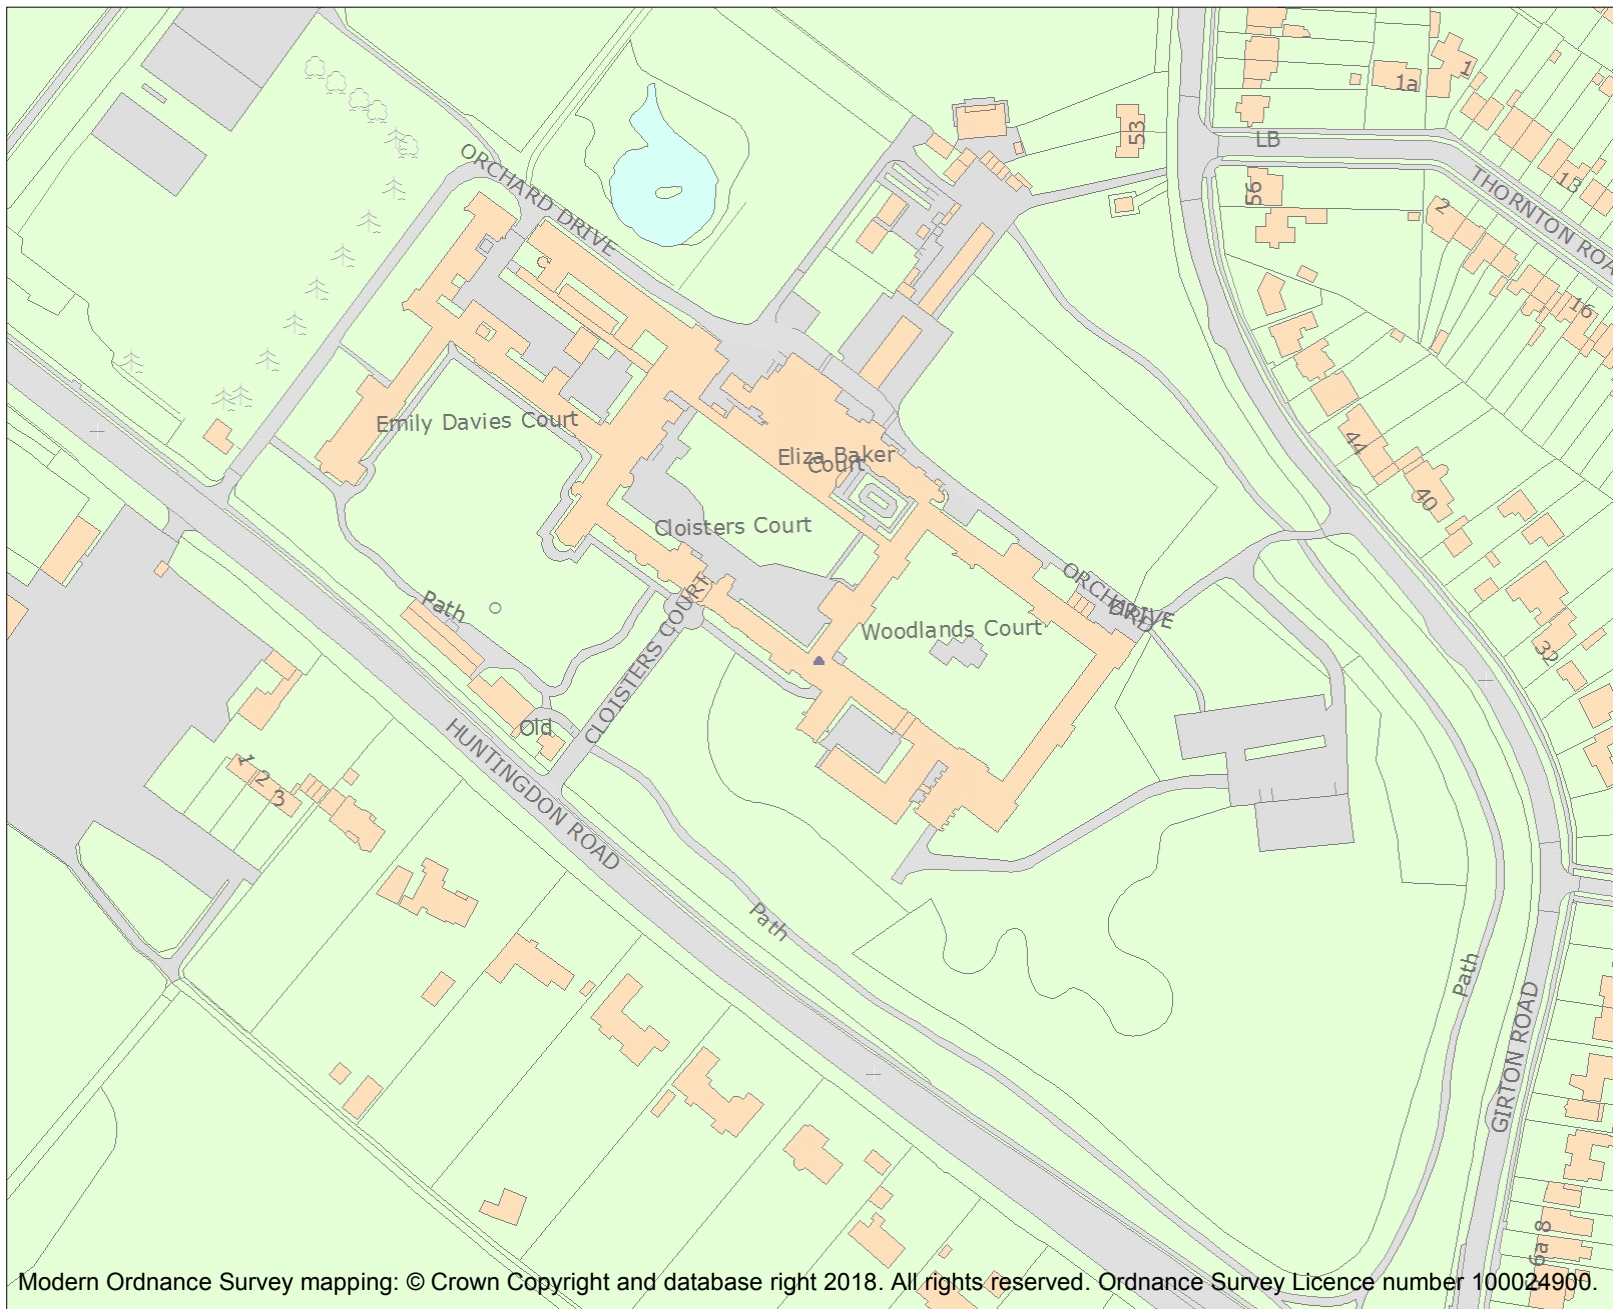 1
1a
53
LB
ORCHARD DRIVE
THORNTON ROA
13
56
2
16
Emily Davies Court
Eliza Baker
Court
44
40
Cloisters Court
ORCHARD
DRIVE
Path
CLOISTERS COURT
Woodlands Court
32
Old
HUNTINGDON ROAD
1 2 3
Path
Path
GIRTON ROAD
8
6a
Modern Ordnance Survey mapping: © Crown Copyright and database right 2018. All rights reserved. Ordnance Survey Licence number 100024900.